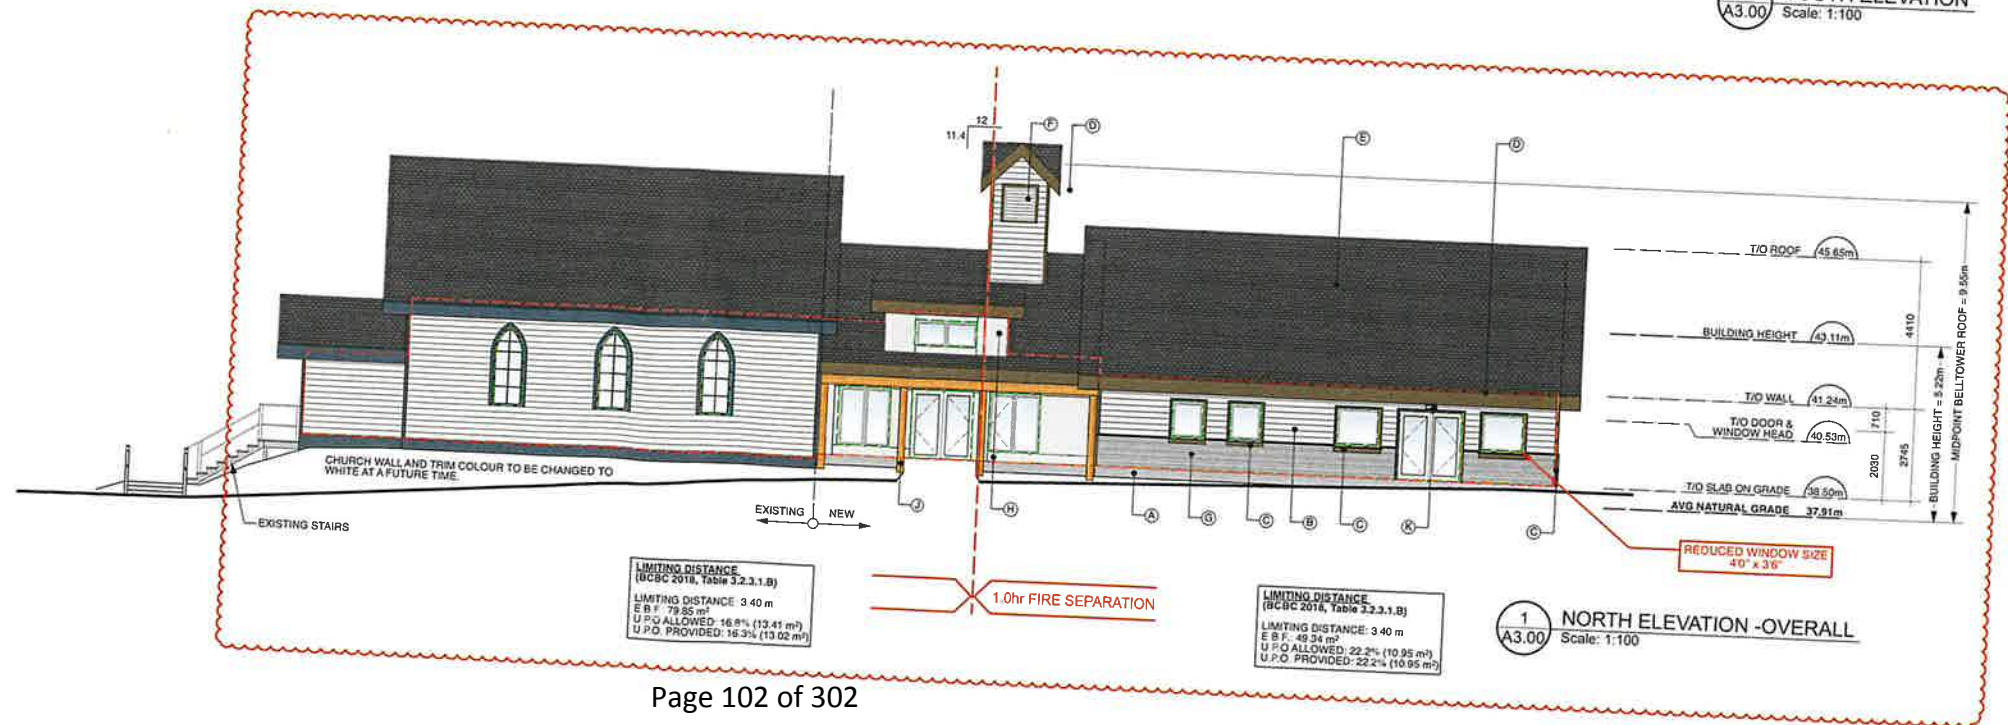 A3.00
Scale: 1:100
12
11.4
F
D
E
D
T/O ROOF 45.65m
BUILDING HEIGHT 43.11m
T/O WALL 41.24m
T/O DOOR &
WINDOW HEAD 40.53m
T/O SLAB ON GRADE 38.50m
AVG NATURAL GRADE 37.91m
4410
710
2030
2745
BUILDING HEIGHT = 5.22m
MIDPOINT BELLTOWER ROOF = 9.55m
CHURCH WALL AND TRIM COLOUR TO BE CHANGED TO
WHITE AT A FUTURE TIME.
EXISTING STAIRS
EXISTING NEW
J
H
A
G
C
B
C
K
C
REDUCED WINDOW SIZE
4'0" x 3'6"
LIMITING DISTANCE
(BCBC 2018, Table 3.2.3.1.B)
LIMITING DISTANCE: 3.40 m
E.B.F.: 79.85 m²
U.P.O ALLOWED: 16.8% (13.41 m²)
U.P.O. PROVIDED: 16.3% (13.02 m²)
1.0hr FIRE SEPARATION
LIMITING DISTANCE
(BCBC 2018, Table 3.2.3.1.B)
LIMITING DISTANCE: 3.40 m
E.B.F.: 49.34 m²
U.P.O ALLOWED: 22.2% (10.95 m²)
U.P.O. PROVIDED: 22.2% (10.95 m²)
1
A3.00
NORTH ELEVATION -OVERALL
Scale: 1:100
Page 102 of 302